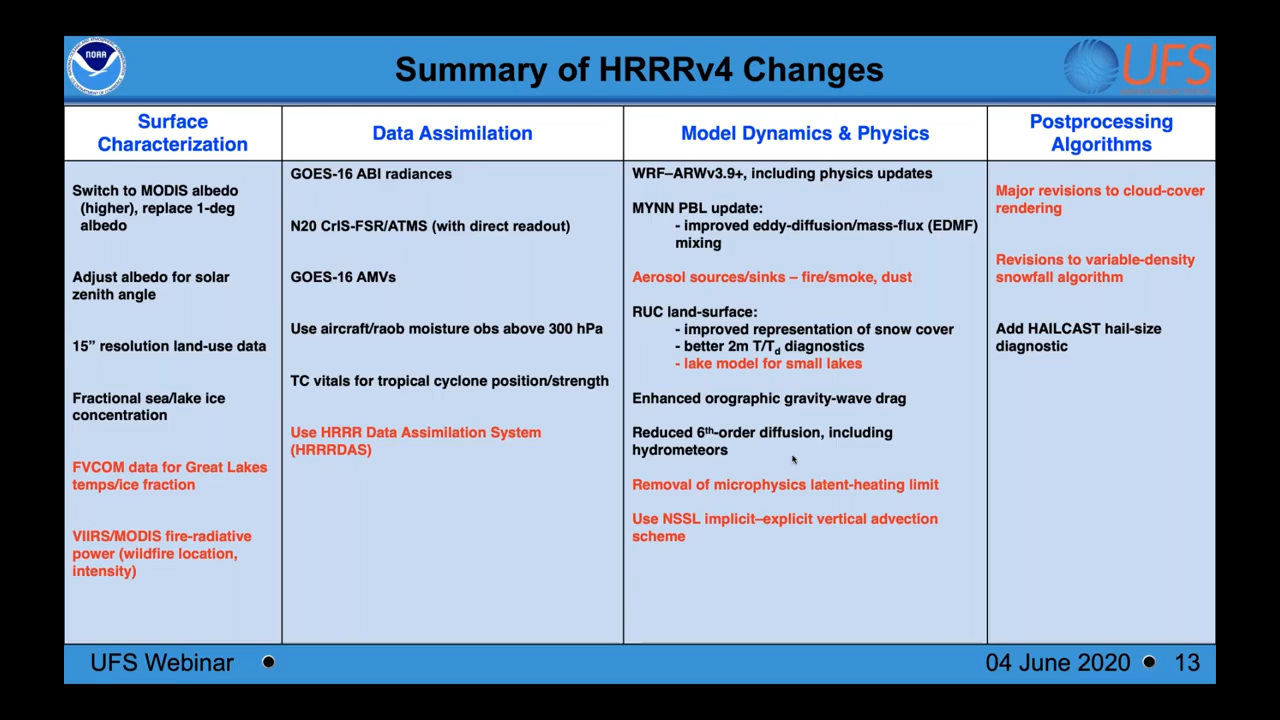 NOAA
Summary of HRRRv4 Changes
UFS
Surface
Characterization
Data Assimilation
Model Dynamics & Physics
Postprocessing
Algorithms
Switch to MODIS albedo
(higher), replace 1-deg
albedo
Adjust albedo for solar
zenith angle
15” resolution land-use data
Fractional sea/lake ice
concentration
FVCOM data for Great Lakes
temps/ice fraction
VIIRS/MODIS fire-radiative
power (wildfire location,
intensity)
GOES-16 ABI radiances
N20 CrIS-FSR/ATMS (with direct readout)
GOES-16 AMVs
Use aircraft/raob moisture obs above 300 hPa
TC vitals for tropical cyclone position/strength
Use HRRR Data Assimilation System
(HRRRDAS)
WRF–ARWv3.9+, including physics updates
MYNN PBL update:
- improved eddy-diffusion/mass-flux (EDMF)
mixing
Aerosol sources/sinks – fire/smoke, dust
RUC land-surface:
- improved representation of snow cover
- better 2m T/Td diagnostics
- lake model for small lakes
Enhanced orographic gravity-wave drag
Reduced 6th-order diffusion, including
hydrometeors
Removal of microphysics latent-heating limit
Use NSSL implicit–explicit vertical advection
scheme
Major revisions to cloud-cover
rendering
Revisions to variable-density
snowfall algorithm
Add HAILCAST hail-size
diagnostic
UFS Webinar •
04 June 2020 • 13